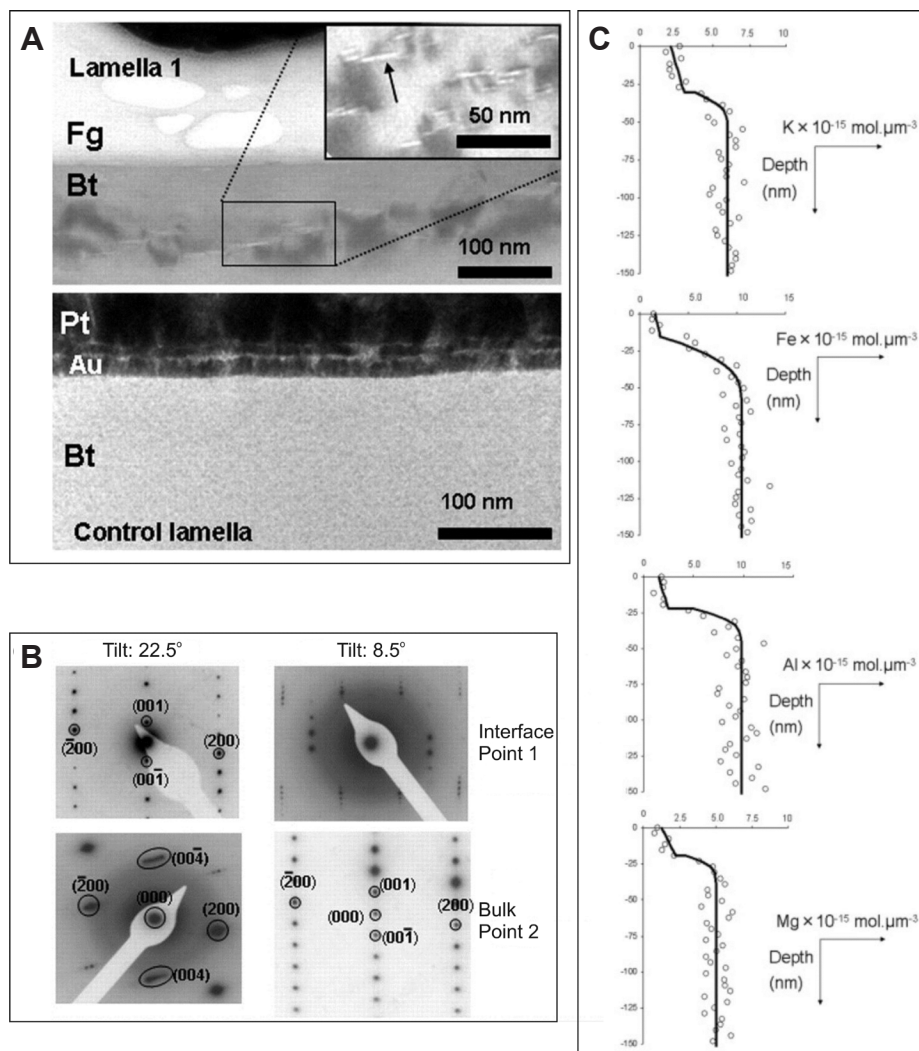 A
Lamella 1
Fg
Bt
50 nm
100 nm
Pt
Au
Bt
100 nm
Control lamella
B
Tilt: 22.5°
Tilt: 8.5°
(001)
(2̅00)
(200)
(001̅)
Interface
Point 1
(004̅)
(2̅00)
(000)
(200)
(004)
(2̅00)
(001)
(000)
(200)
(001̅)
Bulk
Point 2
C
0 2.5 5.0 7.5 10
0
-25
-50
-75
-100
-125
-150
K × 10⁻¹⁵ mol.µm⁻³
Depth
(nm)
0 5.0 10 15
0
-25
-50
-75
-100
-125
-150
Fe × 10⁻¹⁵ mol.µm⁻³
Depth
(nm)
0 5.0 10 15
0
-25
-50
-75
-100
-125
-50
Al × 10⁻¹⁵ mol.µm⁻³
Depth
(nm)
0 2.5 5.0 7.5 10
0
-25
-50
-75
-100
-125
-150
Mg × 10⁻¹⁵ mol.µm⁻³
Depth
(nm)